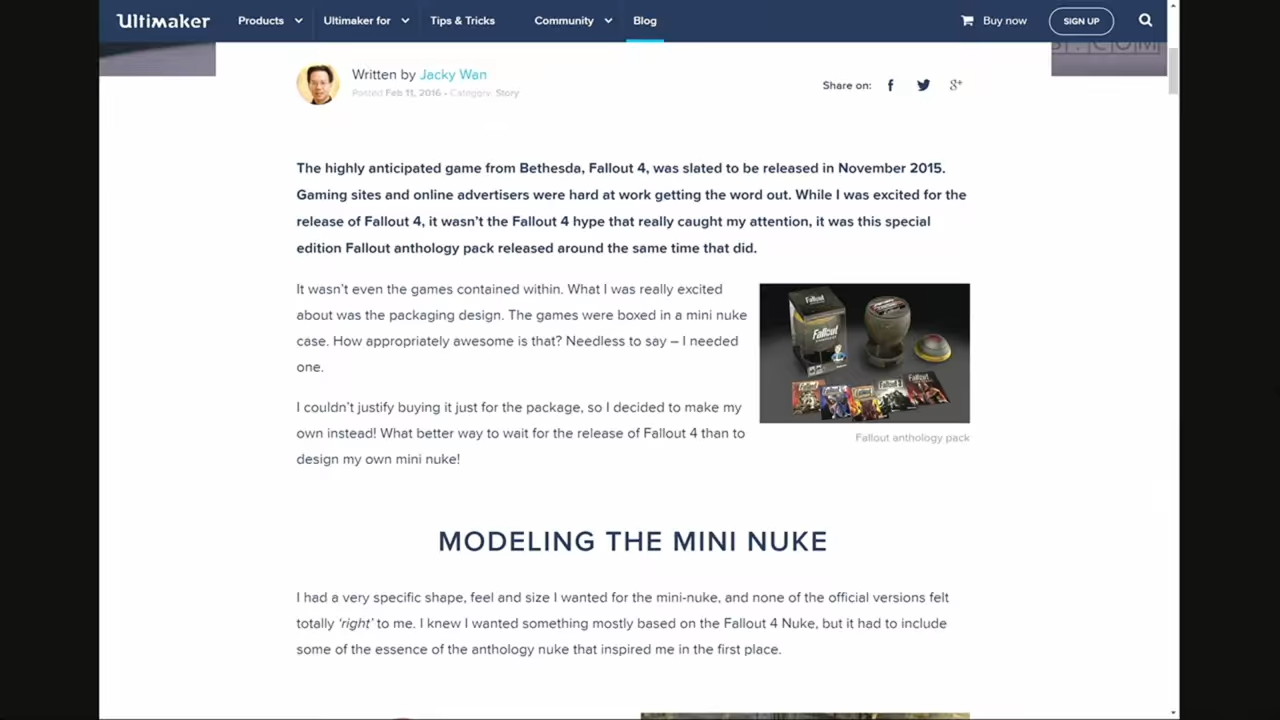 Ultimaker Products Ultimaker for Tips & Tricks Community Blog Buy now SIGN UP
Written by Jacky Wan
Posted Feb 11, 2016 - Category: Story
Share on:
The highly anticipated game from Bethesda, Fallout 4, was slated to be released in November 2015.
Gaming sites and online advertisers were hard at work getting the word out. While I was excited for the
release of Fallout 4, it wasn't the Fallout 4 hype that really caught my attention, it was this special
edition Fallout anthology pack released around the same time that did.
It wasn't even the games contained within. What I was really excited
about was the packaging design. The games were boxed in a mini nuke
case. How appropriately awesome is that? Needless to say – I needed
one.
I couldn't justify buying it just for the package, so I decided to make my
own instead! What better way to wait for the release of Fallout 4 than to
design my own mini nuke!
Fallout
Fallout
Fallout anthology pack
MODELING THE MINI NUKE
I had a very specific shape, feel and size I wanted for the mini-nuke, and none of the official versions felt
totally 'right' to me. I knew I wanted something mostly based on the Fallout 4 Nuke, but it had to include
some of the essence of the anthology nuke that inspired me in the first place.